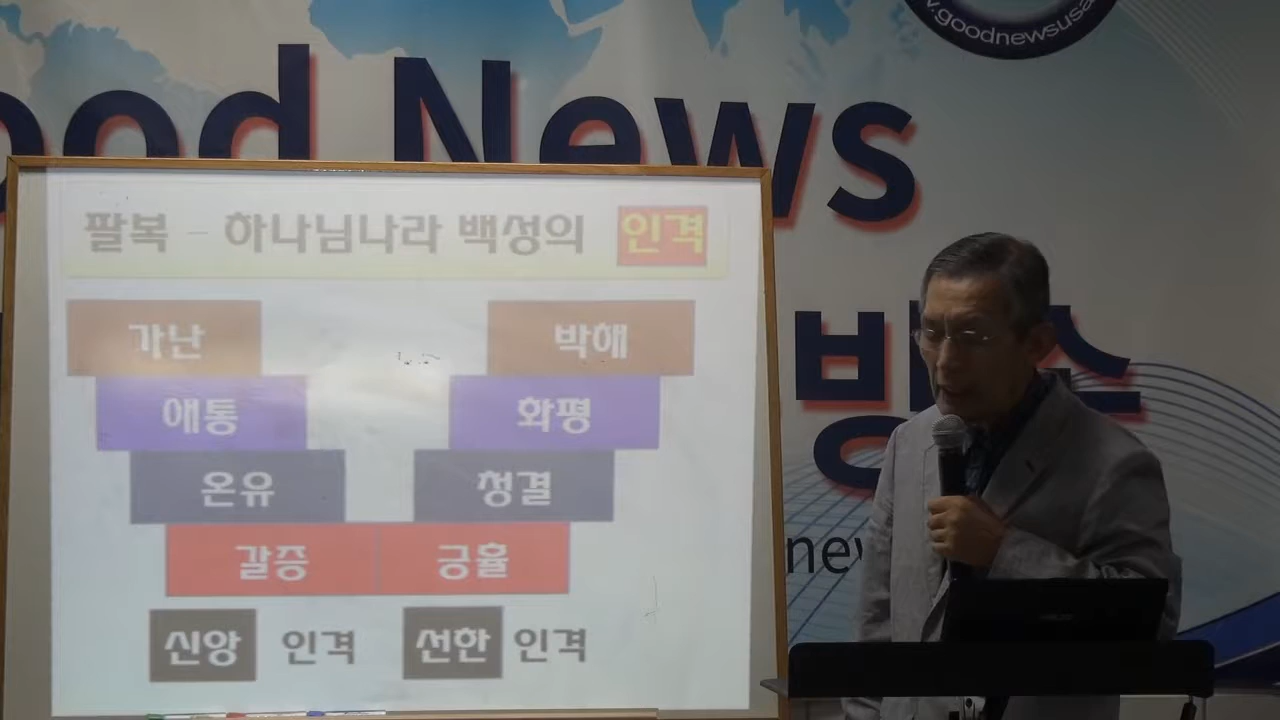 w.goodnewsusa
ood News
방송
new
팔복 - 하나님나라 백성의 인격
가난 박해
애통 화평
온유 청결
갈증 긍휼
신앙 인격 선한 인격